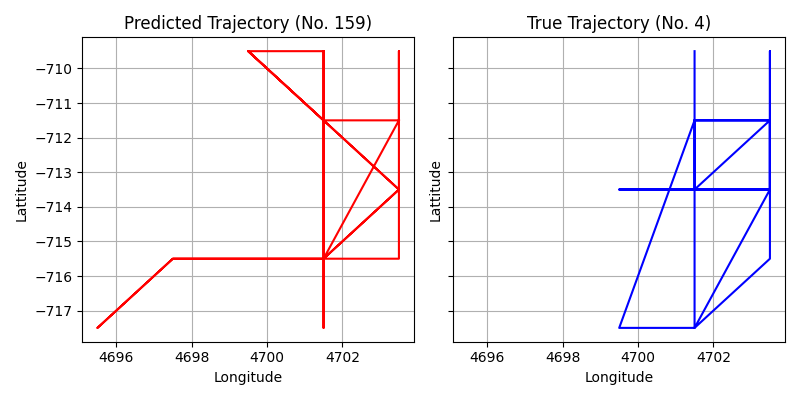 Predicted Trajectory (No. 159)
True Trajectory (No. 4)
Lattitude
−710
−711
−712
−713
−714
−715
−716
−717
4696
4698
4700
4702
Longitude
Lattitude
4696
4698
4700
4702
Longitude